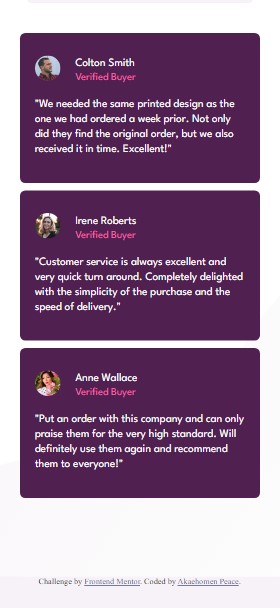 Colton Smith
Verified Buyer
"We needed the same printed design as the
one we had ordered a week prior. Not only
did they find the original order, but we also
received it in time. Excellent!"
Irene Roberts
Verified Buyer
"Customer service is always excellent and
very quick turn around. Completely delighted
with the simplicity of the purchase and the
speed of delivery."
Anne Wallace
Verified Buyer
"Put an order with this company and can only
praise them for the very high standard. Will
definitely use them again and recommend
them to everyone!"
Challenge by Frontend Mentor. Coded by Akaehomen Peace.